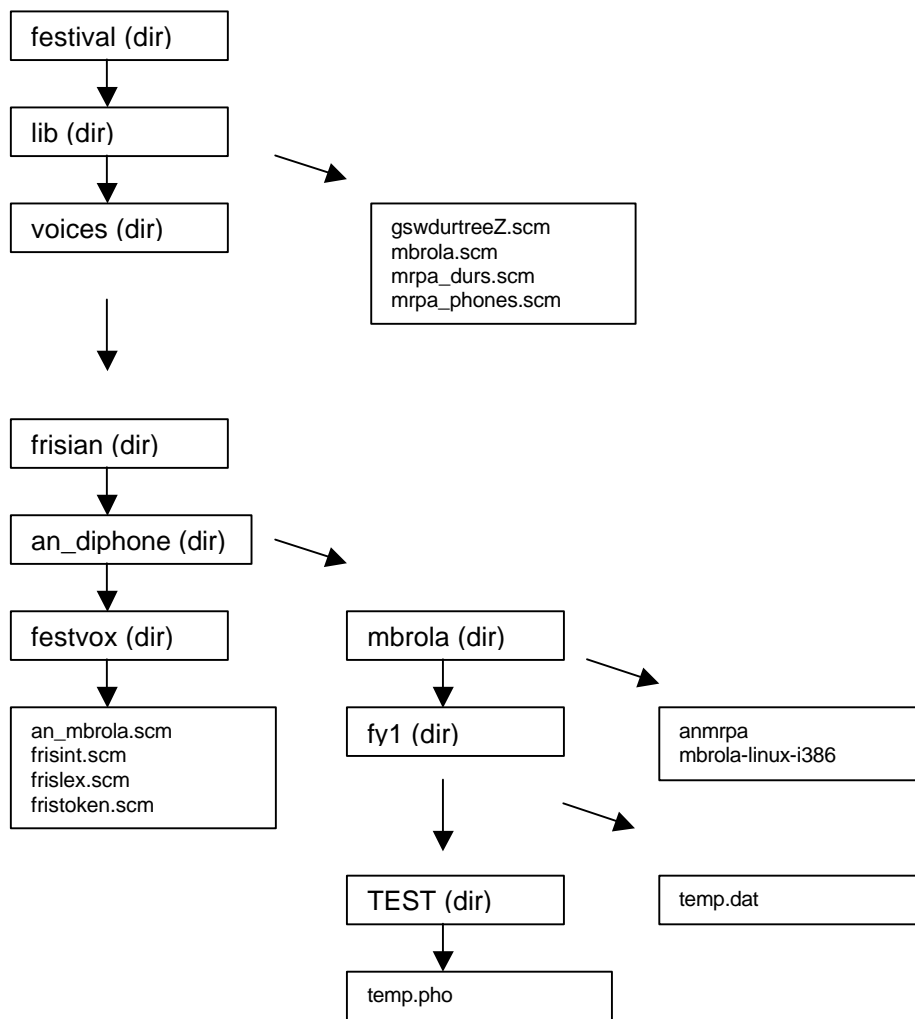 festival (dir)
lib (dir)
voices (dir)
gswdurtreeZ.scm
mbrola.scm
mrpa_durs.scm
mrpa_phones.scm
frisian (dir)
an_diphone (dir)
festvox (dir)
mbrola (dir)
an_mbrola.scm
frisint.scm
frislex.scm
fristoken.scm
fy1 (dir)
anmrpa
mbrola-linux-i386
TEST (dir)
temp.dat
temp.pho